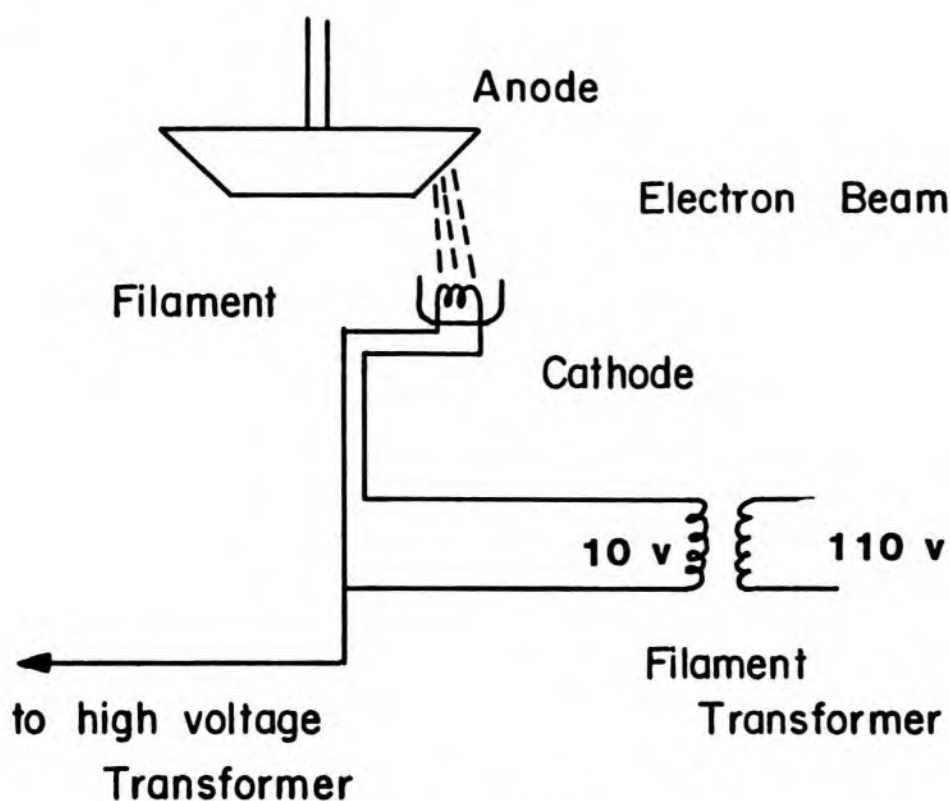 Anode
Electron Beam
Filament
Cathode
10 v 110 v
Filament
Transformer
to high voltage
Transformer